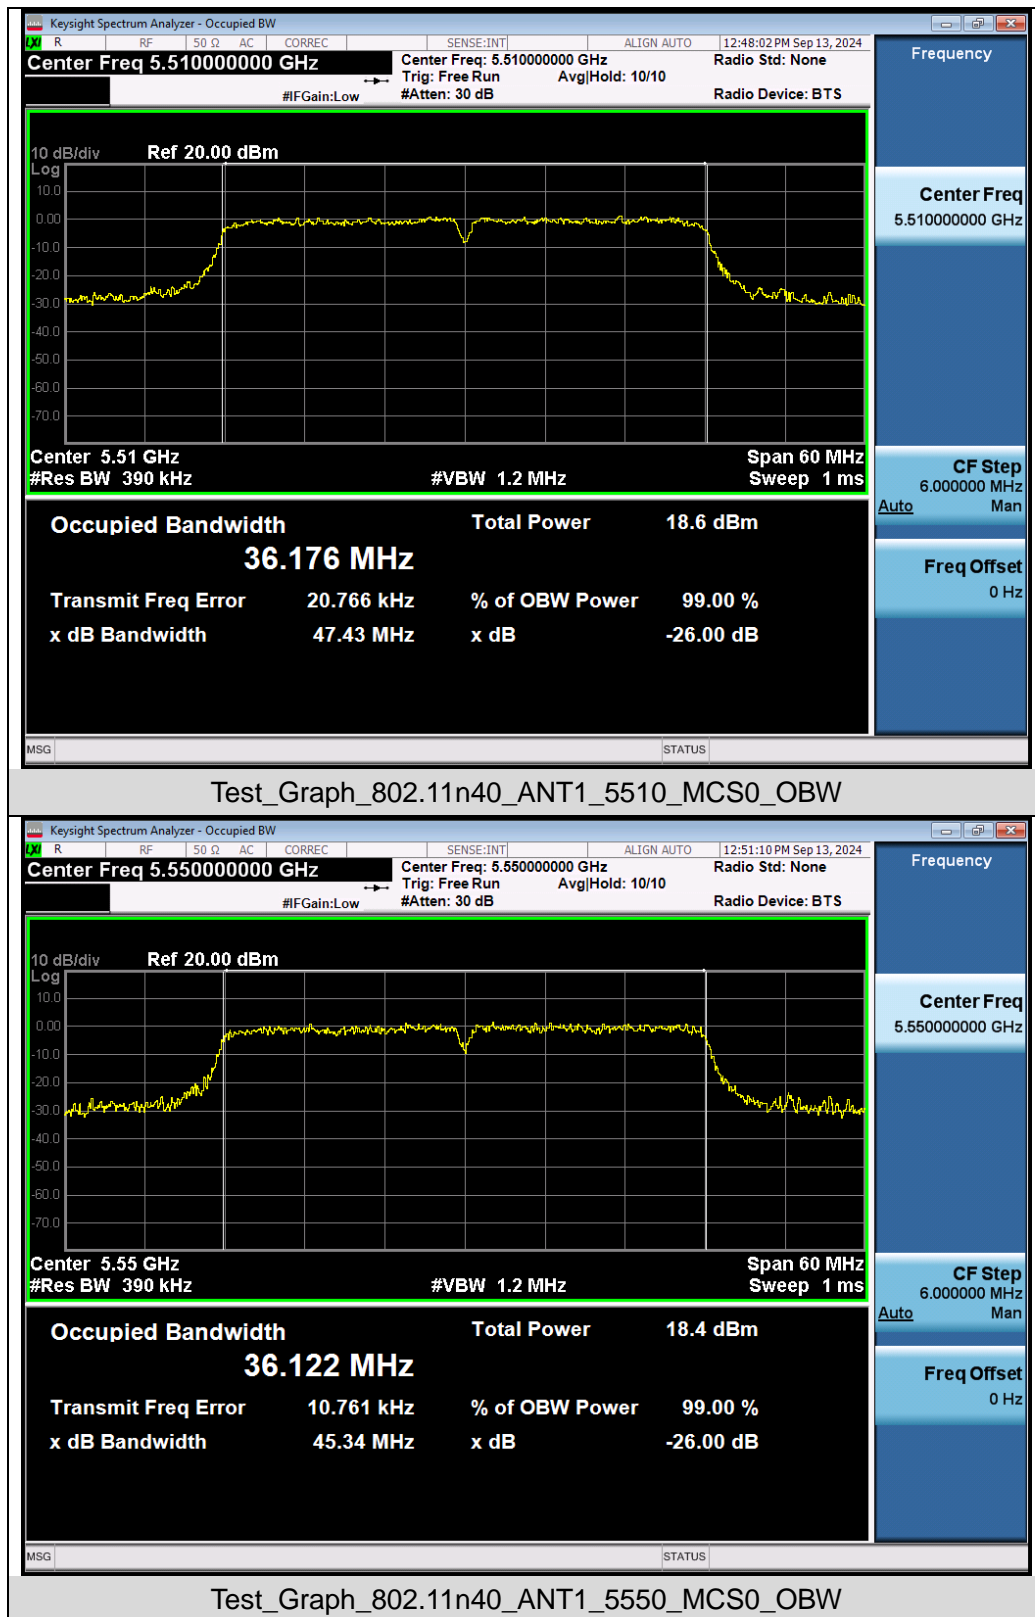 Keysight Spectrum Analyzer - Occupied BW
LXI R RF 50 Ω AC CORREC SENSE:INT ALIGN AUTO 12:48:02 PM Sep 13, 2024
Center Freq 5.510000000 GHz Center Freq: 5.510000000 GHz Radio Std: None
Trig: Free Run Avg|Hold: 10/10
#IFGain:Low #Atten: 30 dB Radio Device: BTS
Frequency
10 dB/div Ref 20.00 dBm
Log
10.0
0.00
-10.0
-20.0
-30.0
-40.0
-50.0
-60.0
-70.0
Center 5.51 GHz Span 60 MHz
#Res BW 390 kHz #VBW 1.2 MHz Sweep 1 ms
Center Freq
5.510000000 GHz
CF Step
6.000000 MHz
Auto Man
Freq Offset
0 Hz
Occupied Bandwidth Total Power 18.6 dBm
36.176 MHz
Transmit Freq Error 20.766 kHz % of OBW Power 99.00 %
x dB Bandwidth 47.43 MHz x dB -26.00 dB
MSG STATUS
Test_Graph_802.11n40_ANT1_5510_MCS0_OBW
Keysight Spectrum Analyzer - Occupied BW
LXI R RF 50 Ω AC CORREC SENSE:INT ALIGN AUTO 12:51:10 PM Sep 13, 2024
Center Freq 5.550000000 GHz Center Freq: 5.550000000 GHz Radio Std: None
Trig: Free Run Avg|Hold: 10/10
#IFGain:Low #Atten: 30 dB Radio Device: BTS
Frequency
10 dB/div Ref 20.00 dBm
Log
10.0
0.00
-10.0
-20.0
-30.0
-40.0
-50.0
-60.0
-70.0
Center 5.55 GHz Span 60 MHz
#Res BW 390 kHz #VBW 1.2 MHz Sweep 1 ms
Center Freq
5.550000000 GHz
CF Step
6.000000 MHz
Auto Man
Freq Offset
0 Hz
Occupied Bandwidth Total Power 18.4 dBm
36.122 MHz
Transmit Freq Error 10.761 kHz % of OBW Power 99.00 %
x dB Bandwidth 45.34 MHz x dB -26.00 dB
MSG STATUS
Test_Graph_802.11n40_ANT1_5550_MCS0_OBW